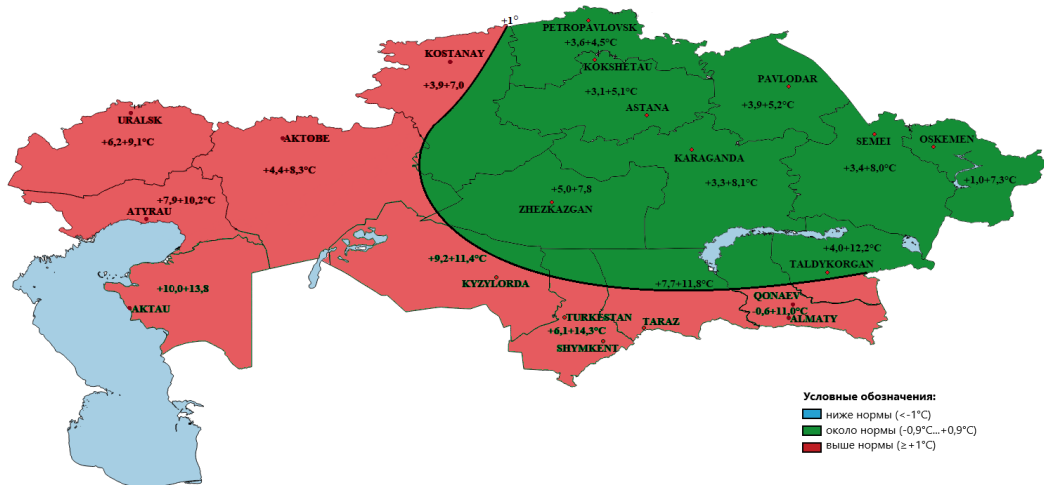 +1°
PETROPAVLOVSK
+3,6+4,5°C
KOSTANAY
+3,9+7,0
KOKSHETAU
+3,1+5,1°C
PAVLODAR
+3,9+5,2°C
ASTANA
URALSK
+6,2+9,1°C
AKTOBE
+4,4+8,3°C
SEMEI
+3,4+8,0°C
OSKEMEN
+1,0+7,3°C
KARAGANDA
+3,3+8,1°C
+5,0+7,8
ZHEZKAZGAN
+7,9+10,2°C
ATYRAU
+4,0+12,2°C
TALDYKORGAN
+9,2+11,4°C
KYZYLORDA
+7,7+11,8°C
+10,0+13,8
AKTAU
QONAEV
-0,6+11,0°C
ALMATY
TURKESTAN
+6,1+14,3°C
SHYMKENT
TARAZ
Условные обозначения:
ниже нормы (<-1°C)
около нормы (-0,9°C...+0,9°C)
выше нормы (≥+1°C)